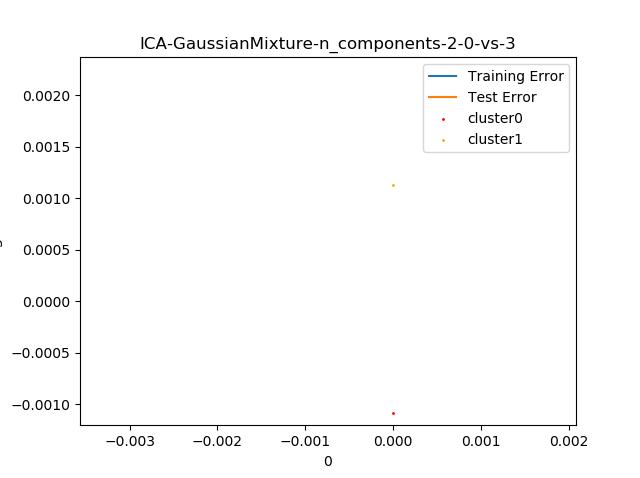 ICA-GaussianMixture-n_components-2-0-vs-3
Training Error
Test Error
cluster0
cluster1
0.0020
0.0015
0.0010
0.0005
0.0000
−0.0005
−0.0010
−0.003
−0.002
−0.001
0.000
0.001
0.002
0